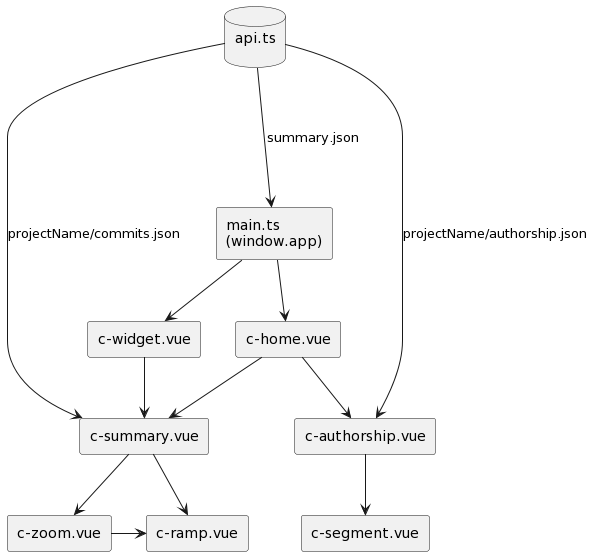 api.ts
summary.json
main.ts
(window.app)
projectName/commits.json
projectName/authorship.json
c-widget.vue
c-home.vue
c-summary.vue
c-authorship.vue
c-zoom.vue
c-ramp.vue
c-segment.vue